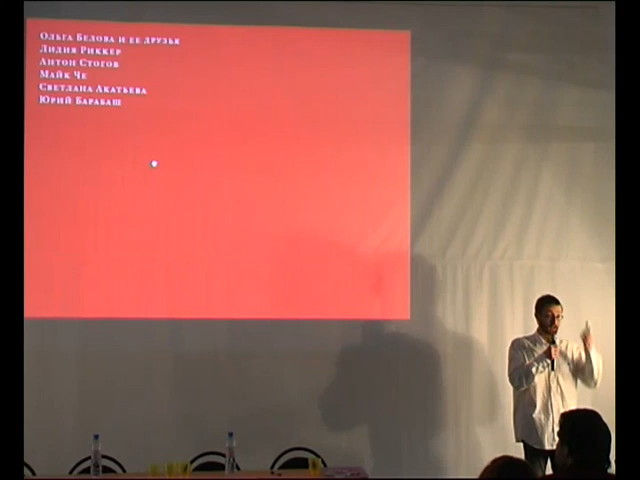 Ольга Белова и ее друзья
Лидия Риккер
Антон Стогов
Майк Че
Светлана Акатьева
Юрий Барабаш